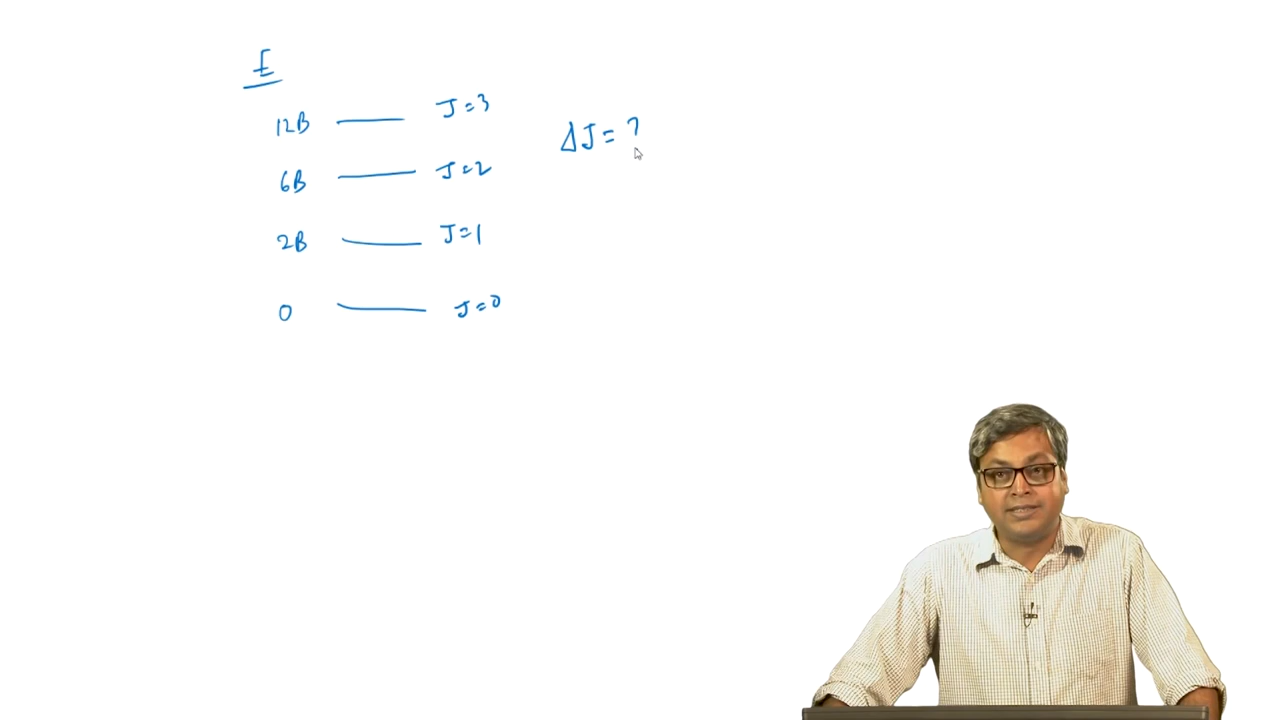 E
12B J=3
ΔJ = ?
6B J=2
2B J=1
0 J=0